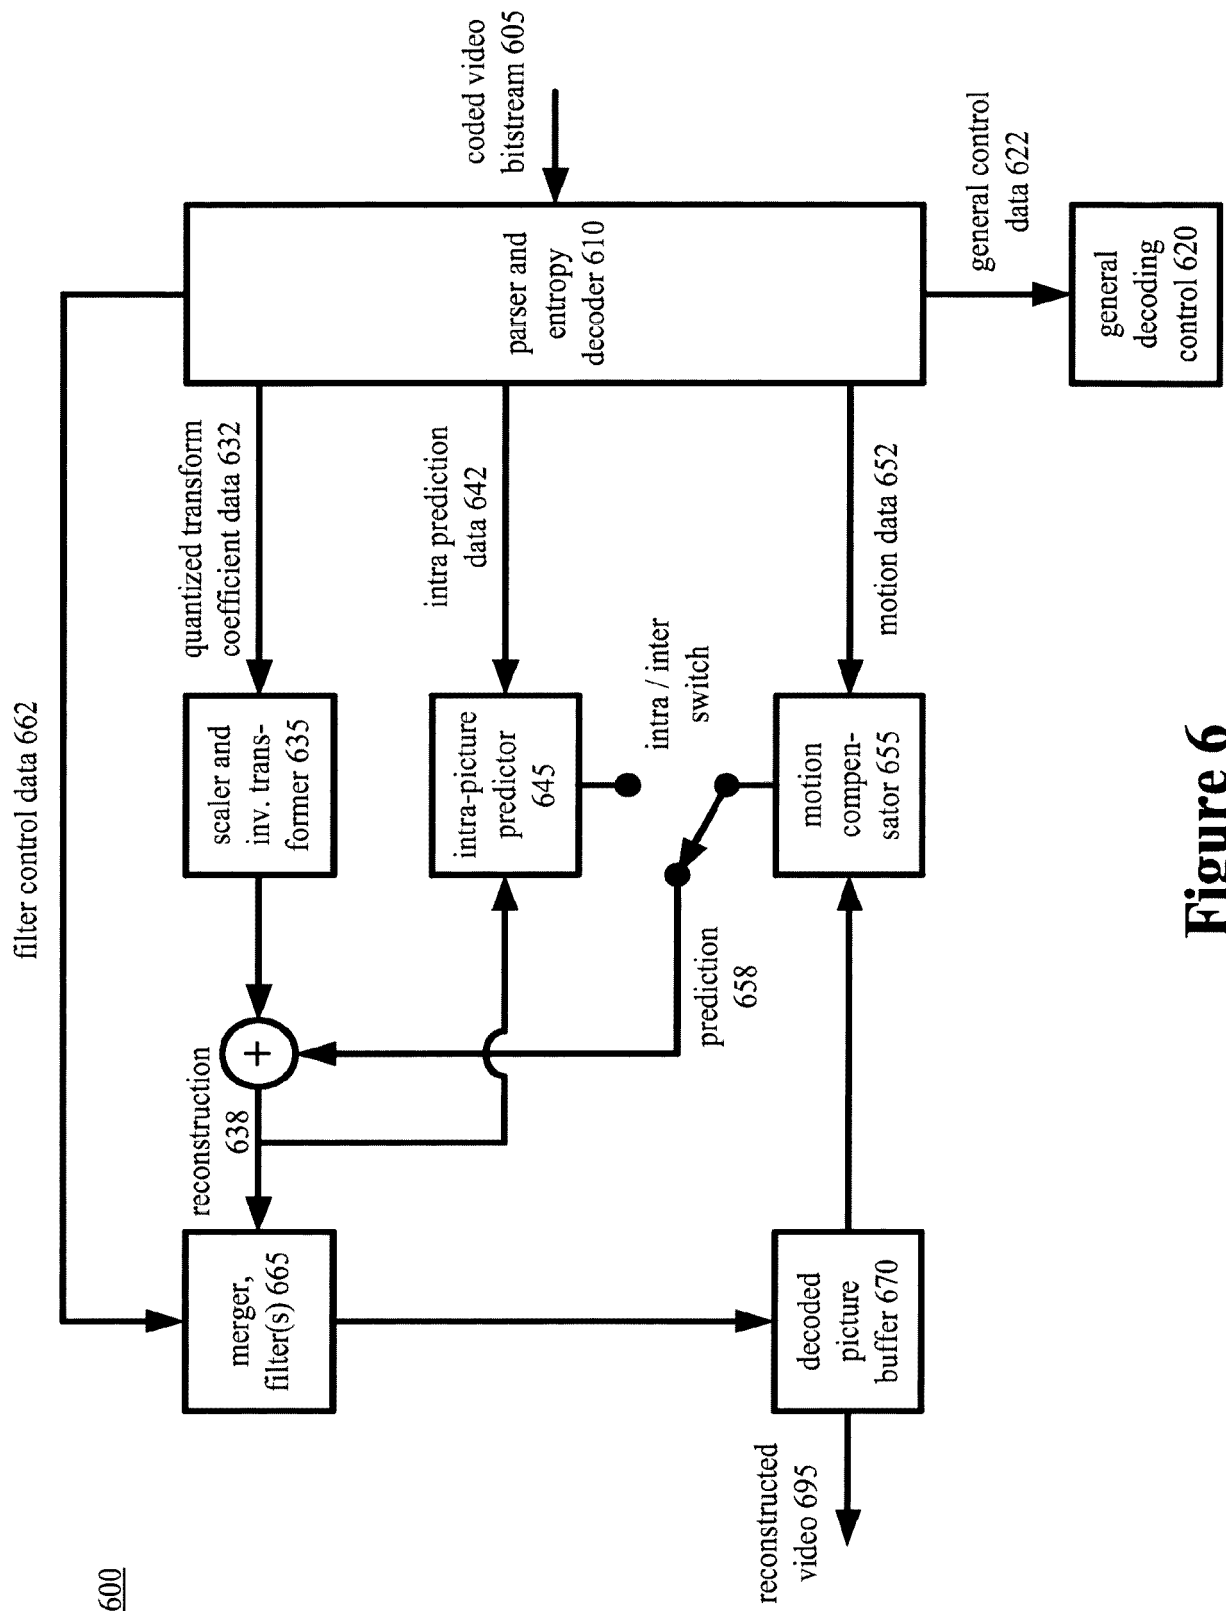 600
coded video
bitstream 605
parser and
entropy
decoder 610
general control
data 622
general
decoding
control 620
filter control data 662
quantized transform
coefficient data 632
intra prediction
data 642
motion data 652
scaler and
inv. trans-
former 635
intra-picture
predictor
645
intra / inter
switch
motion
compen-
sator 655
prediction
658
+
reconstruction
638
merger,
filter(s) 665
decoded
picture
buffer 670
reconstructed
video 695
Figure 6